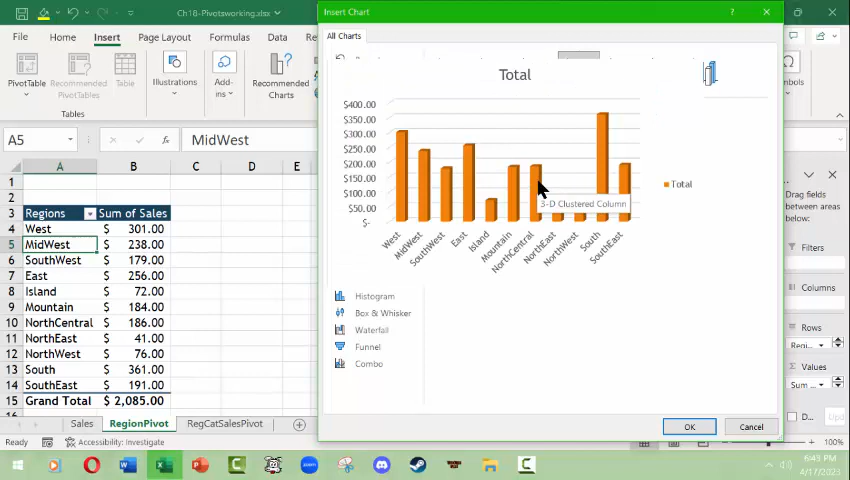 Ch18-Pivotsworking.xlsx
Insert Chart
?
File
Home
Insert
Page Layout
Formulas
PivotTable
Recommended
PivotTables
Table
Illustrations
Add-
ins
Recommended
Charts
Tables
All Charts
A5
MidWest
A B C D E
1
2
3 Regions Sum of Sales
4 West $ 301.00
5 MidWest $ 238.00
6 SouthWest $ 179.00
7 East $ 256.00
8 Island $ 72.00
9 Mountain $ 184.00
10 NorthCentral $ 186.00
11 NorthEast $ 41.00
12 NorthWest $ 76.00
13 South $ 361.00
14 SouthEast $ 191.00
15 Grand Total $ 2,085.00
Total
$400.00
$350.00
$300.00
$250.00
$200.00
$150.00
$100.00
$50.00
$-
West
MidWest
SouthWest
East
Island
Mountain
NorthCentral
NorthEast
NorthWest
South
SouthEast
Total
3-D Clustered Column
Histogram
Box & Whisker
Waterfall
Funnel
Combo
OK
Cancel
Drag fields
between areas
Filters
Columns
Rows
Regi...
Values
Sum ...
D...
Upd
Sales
RegionPivot
RegCatSalesPivot
Ready
Accessibility: Investigate
100%
6:43 PM
4/17/2023